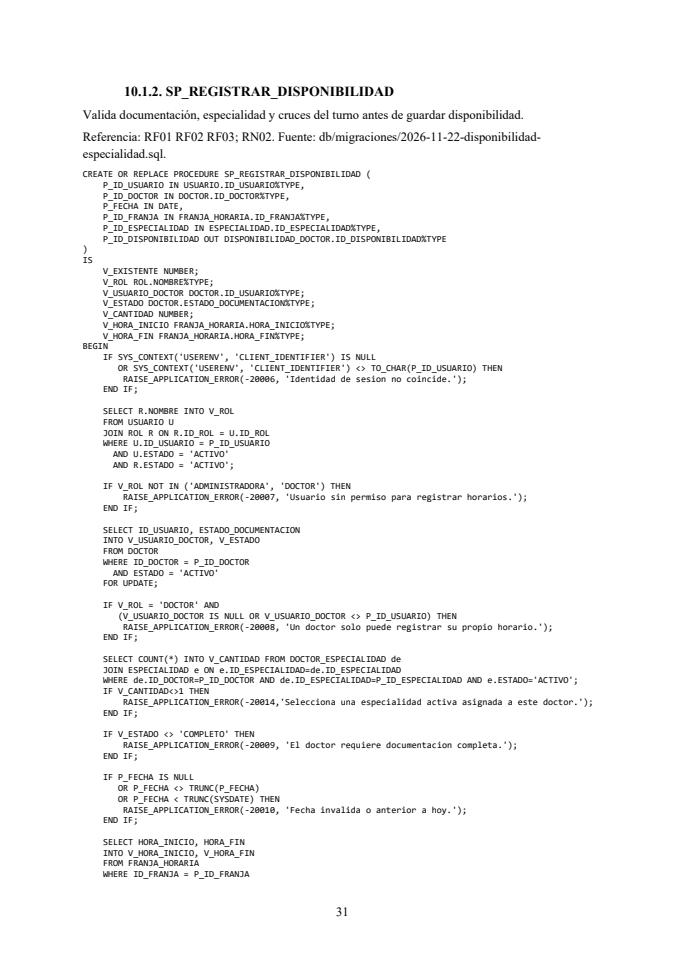 10.1.2. SP_REGISTRAR_DISPONIBILIDAD
Valida documentación, especialidad y cruces del turno antes de guardar disponibilidad.
Referencia: RF01 RF02 RF03; RN02. Fuente: db/migraciones/2026-11-22-disponibilidad-
especialidad.sql.
CREATE OR REPLACE PROCEDURE SP_REGISTRAR_DISPONIBILIDAD (
    P_ID_USUARIO IN USUARIO.ID_USUARIO%TYPE,
    P_ID_DOCTOR IN DOCTOR.ID_DOCTOR%TYPE,
    P_FECHA IN DATE,
    P_ID_FRANJA IN FRANJA_HORARIA.ID_FRANJA%TYPE,
    P_ID_ESPECIALIDAD IN ESPECIALIDAD.ID_ESPECIALIDAD%TYPE,
    P_ID_DISPONIBILIDAD OUT DISPONIBILIDAD_DOCTOR.ID_DISPONIBILIDAD%TYPE
)
IS
    V_EXISTENTE NUMBER;
    V_ROL ROL.NOMBRE%TYPE;
    V_USUARIO_DOCTOR DOCTOR.ID_USUARIO%TYPE;
    V_ESTADO DOCTOR.ESTADO_DOCUMENTACION%TYPE;
    V_CANTIDAD NUMBER;
    V_HORA_INICIO FRANJA_HORARIA.HORA_INICIO%TYPE;
    V_HORA_FIN FRANJA_HORARIA.HORA_FIN%TYPE;
BEGIN
    IF SYS_CONTEXT('USERENV', 'CLIENT_IDENTIFIER') IS NULL
       OR SYS_CONTEXT('USERENV', 'CLIENT_IDENTIFIER') <> TO_CHAR(P_ID_USUARIO) THEN
        RAISE_APPLICATION_ERROR(-20006, 'Identidad de sesion no coincide.');
    END IF;
    SELECT R.NOMBRE INTO V_ROL
    FROM USUARIO U
    JOIN ROL R ON R.ID_ROL = U.ID_ROL
    WHERE U.ID_USUARIO = P_ID_USUARIO
      AND U.ESTADO = 'ACTIVO'
      AND R.ESTADO = 'ACTIVO';
    IF V_ROL NOT IN ('ADMINISTRADORA', 'DOCTOR') THEN
        RAISE_APPLICATION_ERROR(-20007, 'Usuario sin permiso para registrar horarios.');
    END IF;
    SELECT ID_USUARIO, ESTADO_DOCUMENTACION
    INTO V_USUARIO_DOCTOR, V_ESTADO
    FROM DOCTOR
    WHERE ID_DOCTOR = P_ID_DOCTOR
      AND ESTADO = 'ACTIVO'
    FOR UPDATE;
    IF V_ROL = 'DOCTOR' AND
       (V_USUARIO_DOCTOR IS NULL OR V_USUARIO_DOCTOR <> P_ID_USUARIO) THEN
        RAISE_APPLICATION_ERROR(-20008, 'Un doctor solo puede registrar su propio horario.');
    END IF;
    SELECT COUNT(*) INTO V_CANTIDAD FROM DOCTOR_ESPECIALIDAD de
    JOIN ESPECIALIDAD e ON e.ID_ESPECIALIDAD=de.ID_ESPECIALIDAD
    WHERE de.ID_DOCTOR=P_ID_DOCTOR AND de.ID_ESPECIALIDAD=P_ID_ESPECIALIDAD AND e.ESTADO='ACTIVO';
    IF V_CANTIDAD<>1 THEN
        RAISE_APPLICATION_ERROR(-20014,'Selecciona una especialidad activa asignada a este doctor.');
    END IF;
    IF V_ESTADO <> 'COMPLETO' THEN
        RAISE_APPLICATION_ERROR(-20009, 'El doctor requiere documentacion completa.');
    END IF;
    IF P_FECHA IS NULL
       OR P_FECHA <> TRUNC(P_FECHA)
       OR P_FECHA < TRUNC(SYSDATE) THEN
        RAISE_APPLICATION_ERROR(-20010, 'Fecha invalida o anterior a hoy.');
    END IF;
    SELECT HORA_INICIO, HORA_FIN
    INTO V_HORA_INICIO, V_HORA_FIN
    FROM FRANJA_HORARIA
    WHERE ID_FRANJA = P_ID_FRANJA
31